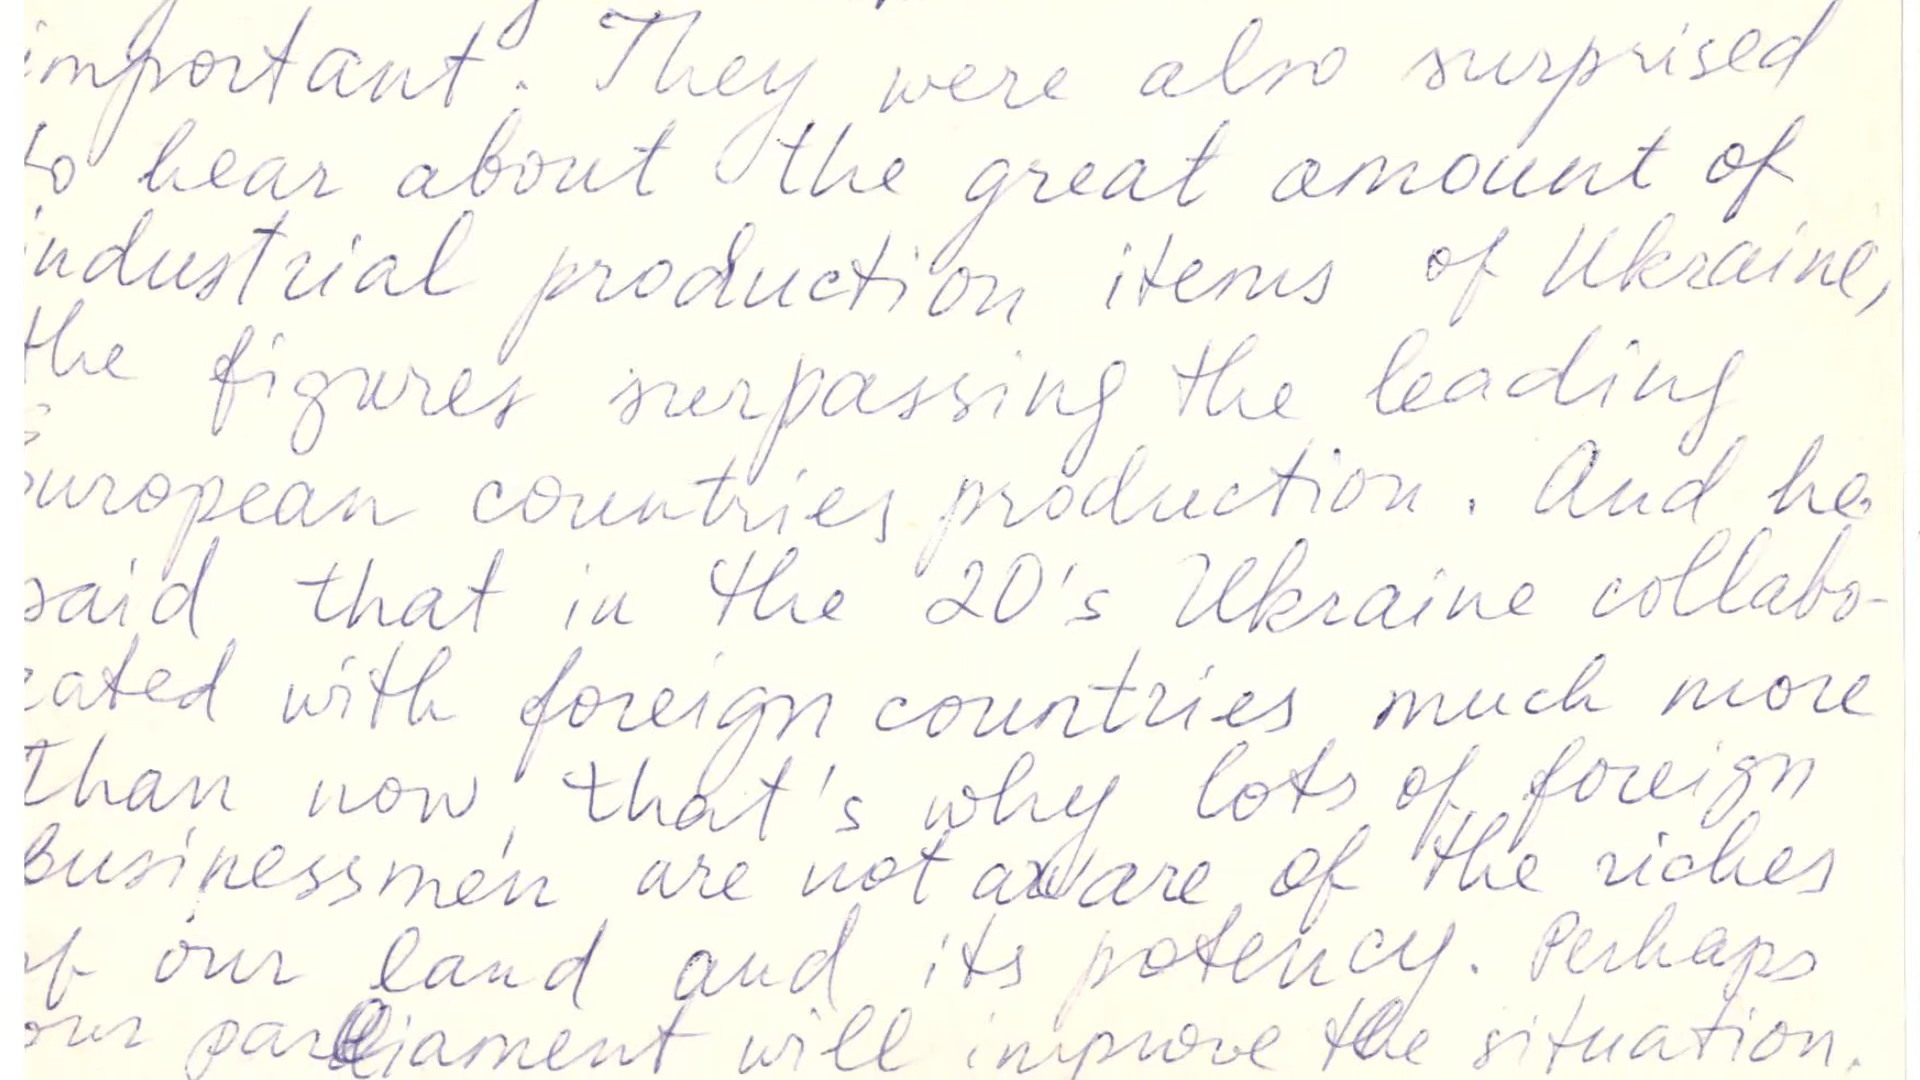 important. They were also surprised
to hear about the great amount of
industrial production items of Ukraine,
the figures surpassing the leading
European countries production. And he
said that in the 20's Ukraine collabo-
rated with foreign countries much more
than now, that's why lots of foreign
businessmen are not aware of the riches
of our land and its potency. Perhaps
our parliament will improve the situation.